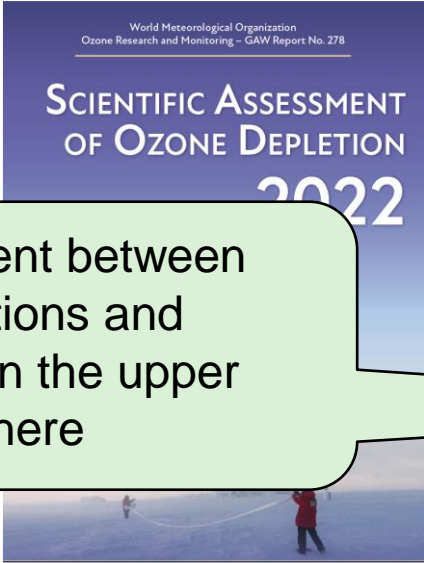 World Meteorological Organization
Ozone Research and Monitoring – GAW Report No. 278
SCIENTIFIC ASSESSMENT
OF OZONE DEPLETION
2022
ent between
tions and
n the upper
here